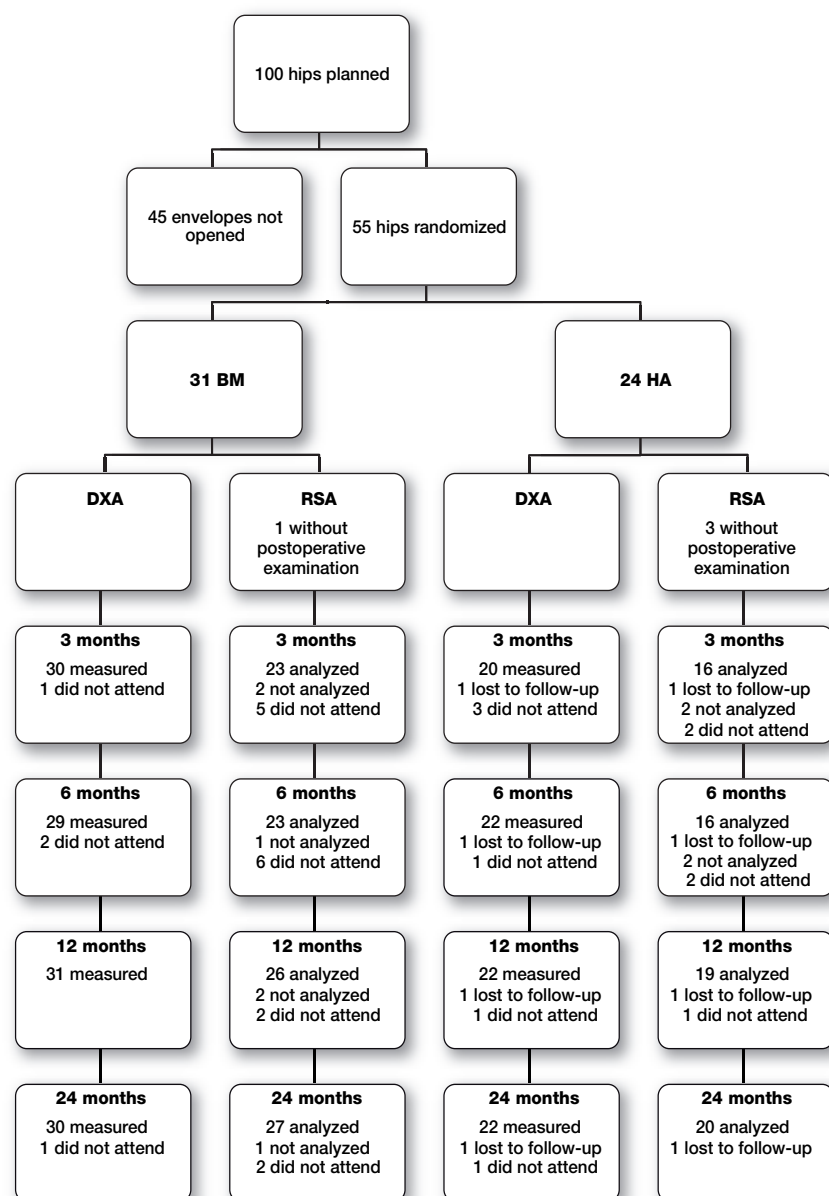 100 hips planned
45 envelopes not
opened
55 hips randomized
31 BM
24 HA
DXA
RSA
1 without
postoperative
examination
DXA
RSA
3 without
postoperative
examination
3 months
30 measured
1 did not attend
3 months
23 analyzed
2 not analyzed
5 did not attend
3 months
20 measured
1 lost to follow-up
3 did not attend
3 months
16 analyzed
1 lost to follow-up
2 not analyzed
2 did not attend
6 months
29 measured
2 did not attend
6 months
23 analyzed
1 not analyzed
6 did not attend
6 months
22 measured
1 lost to follow-up
1 did not attend
6 months
16 analyzed
1 lost to follow-up
2 not analyzed
2 did not attend
12 months
31 measured
12 months
26 analyzed
2 not analyzed
2 did not attend
12 months
22 measured
1 lost to follow-up
1 did not attend
12 months
19 analyzed
1 lost to follow-up
1 did not attend
24 months
30 measured
1 did not attend
24 months
27 analyzed
1 not analyzed
2 did not attend
24 months
22 measured
1 lost to follow-up
1 did not attend
24 months
20 analyzed
1 lost to follow-up